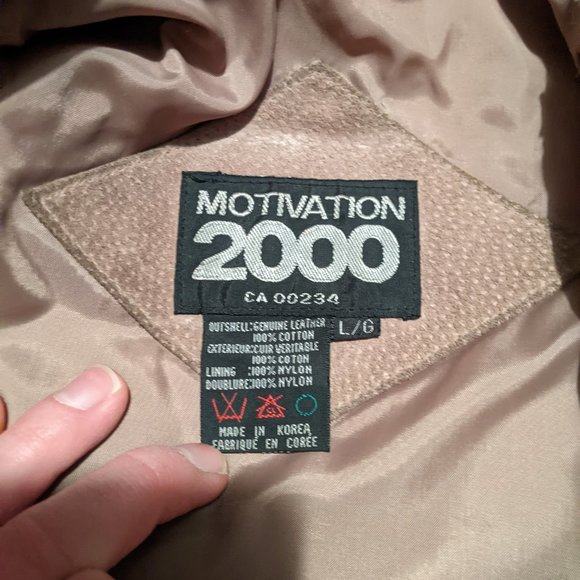 MOTIVATION
2000
CA 00234
L/G
OUTSHELL:GENUINE LEATHER
100% COTTON
EXTERIEUR:CUIR VERITABLE
100% COTON
LINING :100% NYLON
DOUBLURE:100% NYLON
CL
MADE IN KOREA
FABRIQUÉ EN CORÉE